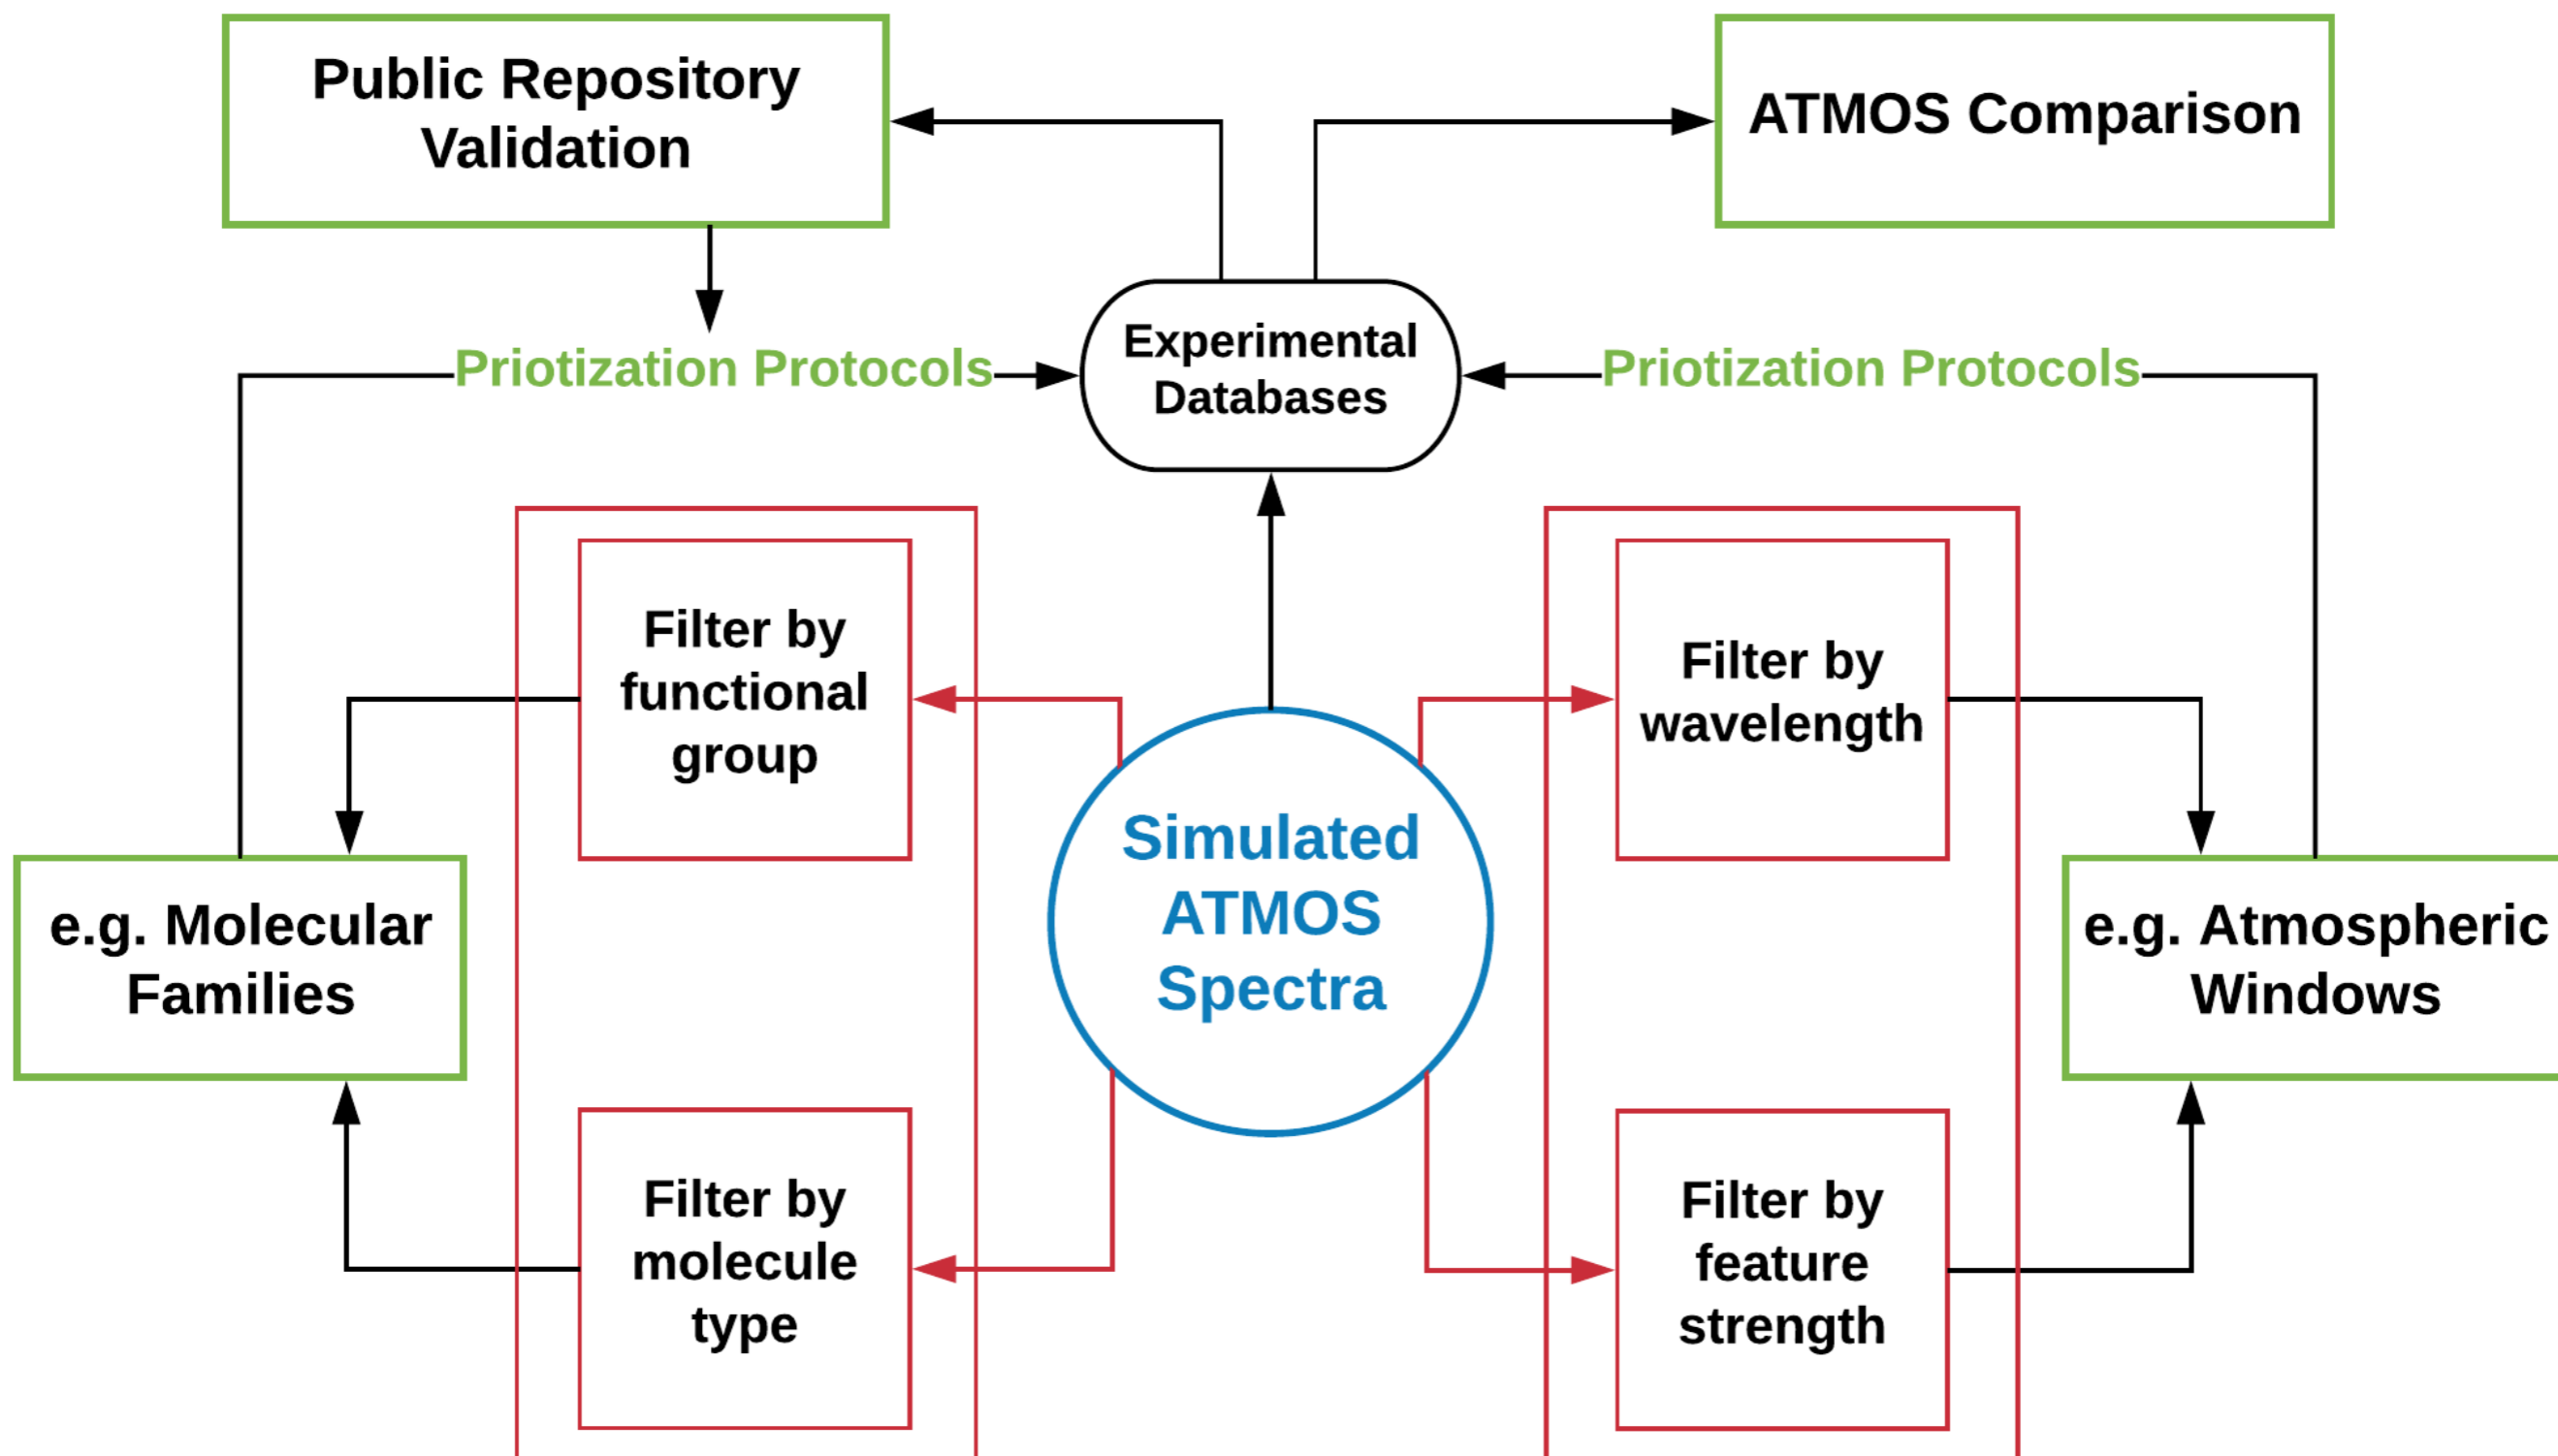 Public Repository
Validation
ATMOS Comparison
Experimental
Databases
Priotization Protocols
Priotization Protocols
Filter by
functional
group
Filter by
wavelength
Simulated
ATMOS
Spectra
e.g. Molecular
Families
e.g. Atmospheric
Windows
Filter by
molecule
type
Filter by
feature
strength